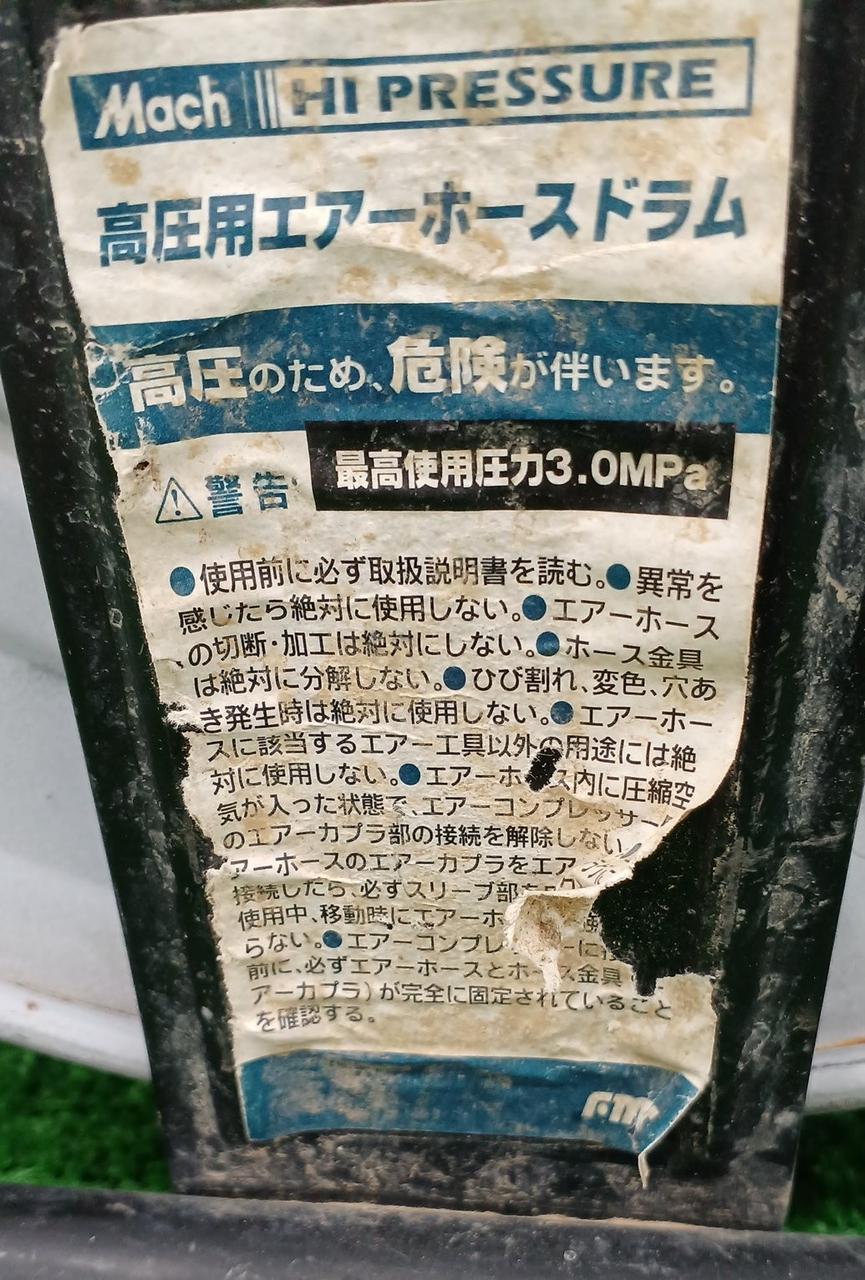 Mach HI PRESSURE
高圧用エアーホースドラム
高圧のため、危険が伴います。
警告 最高使用圧力3.0MPa
●使用前に必ず取扱説明書を読む。●異常を
感じたら絶対に使用しない。●エアーホース
の切断・加工は絶対にしない。●ホース金具
は絶対に分解しない。●ひび割れ、変色、穴あ
き発生時は絶対に使用しない。●エアーホー
スに該当するエアー工具以外の用途には絶
対に使用しない。●エアーホ ス内に圧縮空
気が入った状態で、エアーコンプレッサー
のエアーカプラ部の接続を解除しない
アーホースのエアーカプラをエア
接続したら、必ずスリーブ部を
使用中、移動時にエアーホ
らない。●エアーコンプレ ーに
前に、必ずエアーホースとホース金具
アーカプラ)が完全に固定されていること
を確認する。